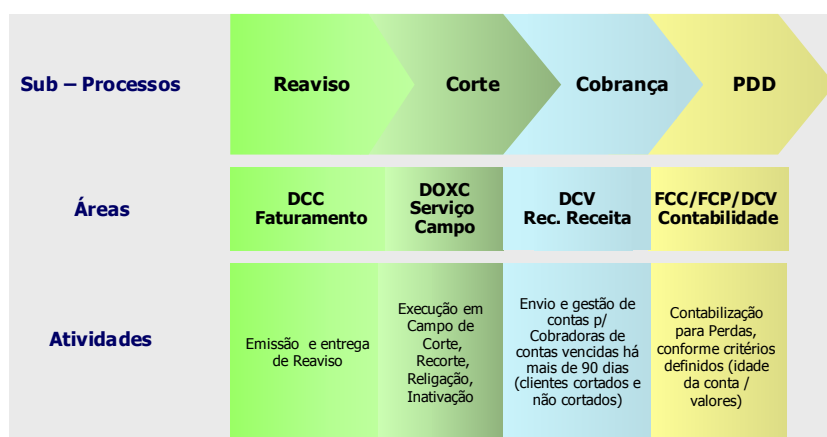 Sub – Processos
Reaviso
Corte
Cobrança
PDD
Áreas
DCC
Faturamento
DOXC
Serviço
Campo
DCV
Rec. Receita
FCC/FCP/DCV
Contabilidade
Atividades
Emissão e entrega
de Reaviso
Execução em
Campo de
Corte,
Recorte,
Religação,
Inativação
Envio e gestão de
contas p/
Cobradoras de
contas vencidas há
mais de 90 dias
(clientes cortados e
não cortados)
Contabilização
para Perdas,
conforme critérios
definidos (idade
da conta /
valores)